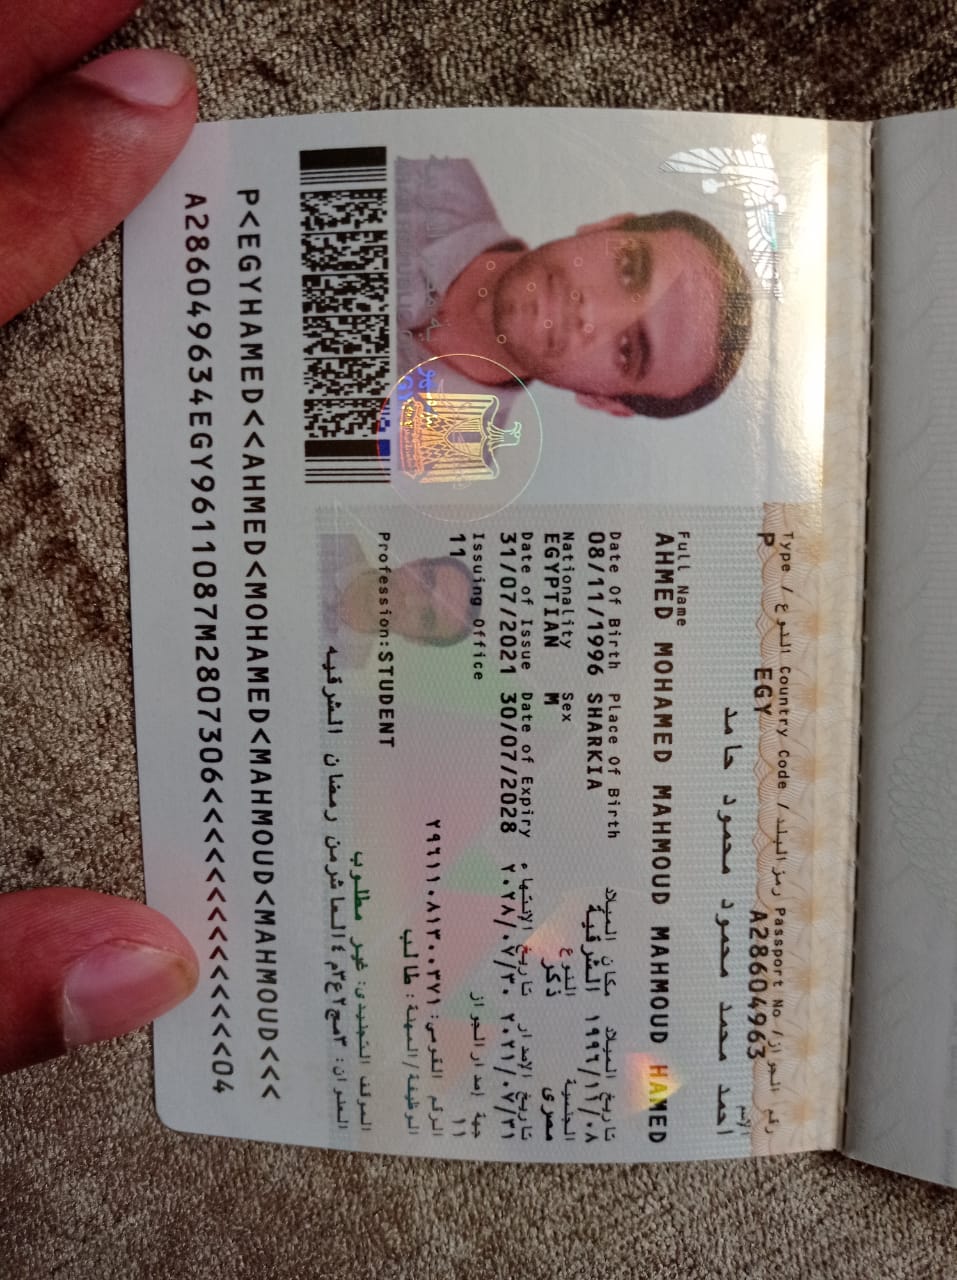 Type / النوع Country Code / رمز البلد Passport No / رقم الجواز
P EGY A28604963
الاسم
احمد محمد محمود محمود حامد
Full Name
AHMED MOHAMED MAHMOUD MAHMOUD HAMED
Date Of Birth Place Of Birth مكان الميلاد تاريخ الميلاد
08/11/1996 SHARKIA الشرقية ١٩٩٦/١١/٠٨
Nationality Sex النوع الجنسية
EGYPTIAN M ذكر مصرى
Date of Issue Date of Expiry تاريخ الانتهاء تاريخ الإصدار
31/07/2021 30/07/2028 ٢٠٢٨/٠٧/٣٠ ٢٠٢١/٠٧/٣١
Issuing Office جهة إصدار الجواز
11 ١١
الرقم القومى: ٢٩٦١١٠٨١٣٠٠٣٧١
Profession:STUDENT الوظيفة/المهنة: طالب
الموقف التجنيدى: غير مطلوب
العنوان: العاشر من رمضان الشرقيه
P<EGYHAMED<<AHMED<MOHAMED<MAHMOUD<MAHMOUD<<<
A286049634EGY9611087M2807306<<<<<<<<<<<<<<04